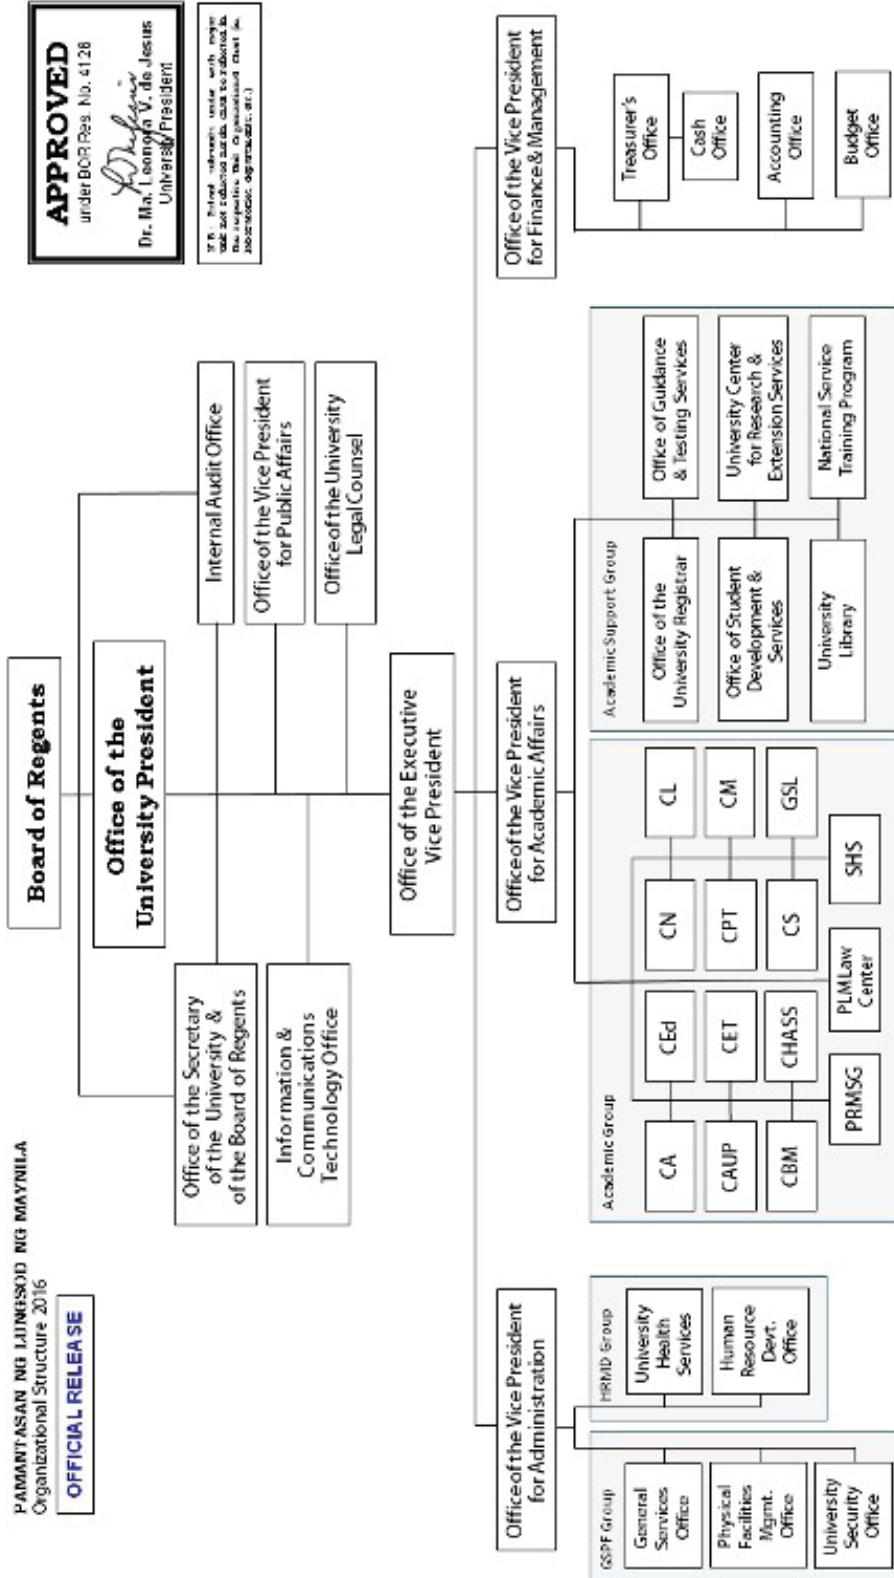 PAMANTASAN NG LUNGSOD NG MAYNILA
Organizational Structure 2016
OFFICIAL RELEASE
Board of Regents
Office of the
University President
APPROVED
under BOR Res. No. 4128
Dr. Ma. Leonora V. de Jesus
University President
Office of the Secretary
of the University &
of the Board of Regents
Internal Audit Office
Information &
Communications
Technology Office
Office of the Vice President
for Public Affairs
Office of the University
Legal Counsel
Office of the Executive
Vice President
Office of the Vice President
for Administration
Office of the Vice President
for Academic Affairs
Office of the Vice President
for Finance & Management
GSPF Group
General
Services
Office
Physical
Facilities
Mgmt.
Office
University
Security
Office
HRMD Group
University
Health
Services
Human
Resource
Devt.
Office
Academic Group
CA
CEd
CN
CL
CAUP
CET
CPT
CM
CBM
CHASS
CS
GSL
PRMSG
PLM Law
Center
SHS
Academic Support Group
Office of the
University Registrar
Office of Guidance
& Testing Services
Office of Student
Development &
Services
University Center
for Research &
Extension Services
University
Library
National Service
Training Program
Treasurer's
Office
Cash
Office
Accounting
Office
Budget
Office